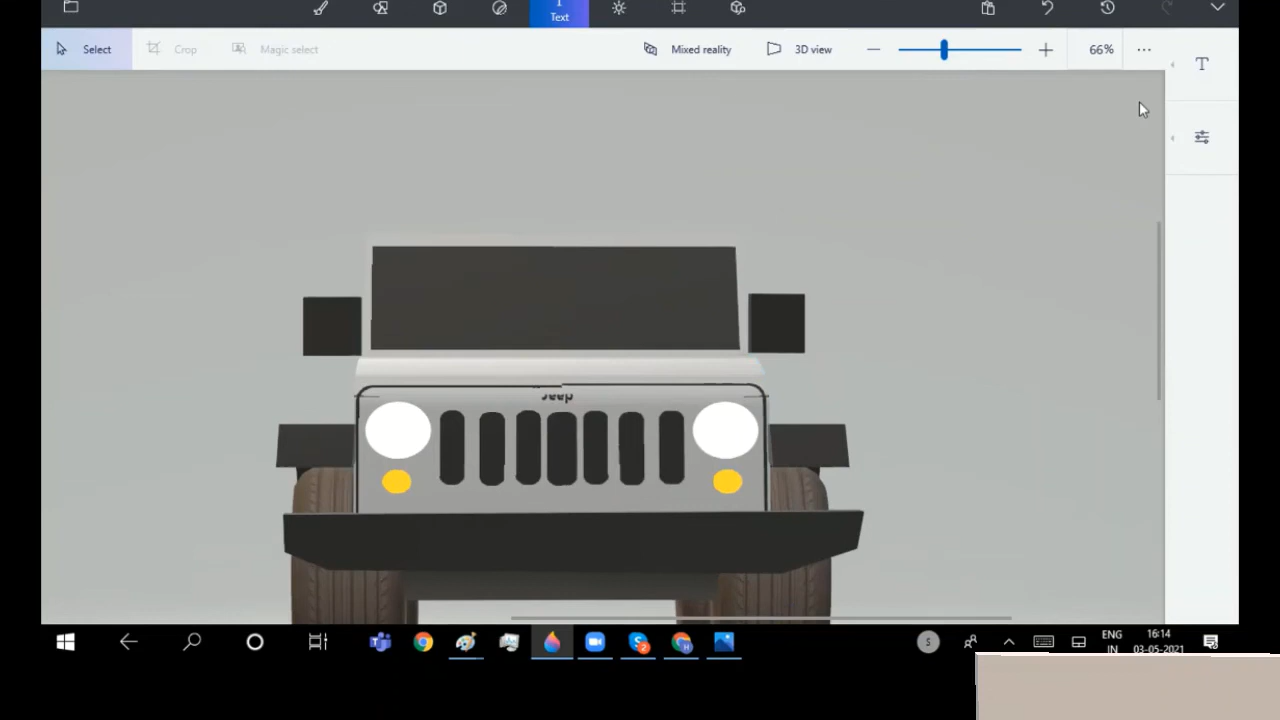 Text
Select
Crop
Magic select
Mixed reality
3D view
66%
T
Jeep
S
ENG
IN
16:14
03-05-2021